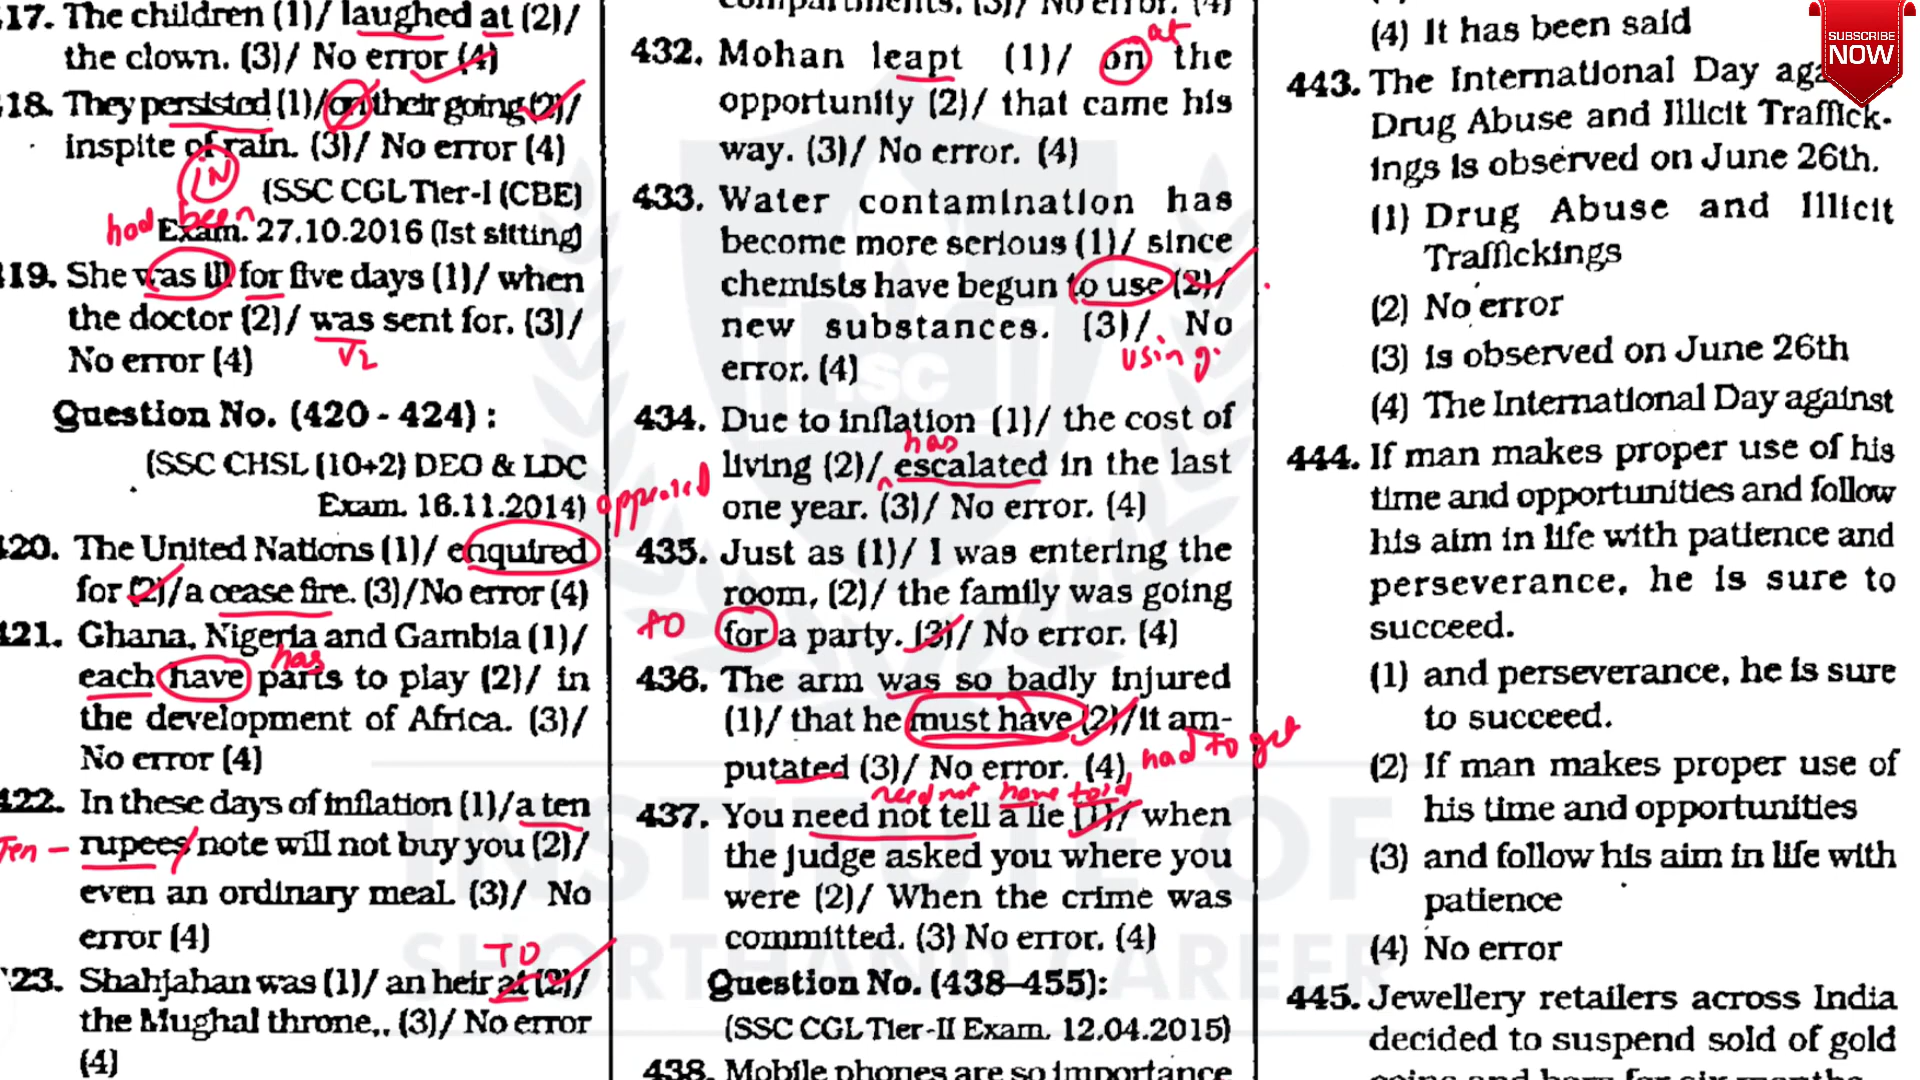 17. The children (1)/ laughed at (2)/
the clown. (3)/ No error (4)
18. They persisted (1)/ on their going (2)/
inspite of rain. (3)/ No error (4)
IN
(SSC CGL Tier-I (CBE)
had been
Exam. 27.10.2016 (Ist sitting)
419. She was ill for five days (1)/ when
the doctor (2)/ was sent for. (3)/
V2
No error (4)
Question No. (420 - 424) :
(SSC CHSL (10+2) DEO & LDC
Exam. 16.11.2014)
420. The United Nations (1)/ enquired
for (2)/a cease fire. (3)/No error (4)
421. Ghana, Nigeria and Gambia (1)/
has
each have parts to play (2)/ in
the development of Africa. (3)/
No error (4)
422. In these days of inflation (1)/a ten
Ten – rupees note will not buy you (2)/
even an ordinary meal. (3)/ No
error (4)
TO
23. Shahjahan was (1)/ an heir at (2)/
the Mughal throne,. (3)/ No error
(4)
compartments. (3)/ No error. (4)
at
432. Mohan leapt (1)/ on the
opportunity (2)/ that came his
way. (3)/ No error. (4)
433. Water contamination has
become more serious (1)/ since
chemists have begun to use (2)/
new substances. (3)/ No
using.
error. (4)
434. Due to inflation (1)/ the cost of
has
living (2)/ escalated in the last
one year. (3)/ No error. (4)
435. Just as (1)/ I was entering the
room, (2)/ the family was going
to
for a party. (3)/ No error. (4)
436. The arm was so badly injured
(1)/ that he must have (2)/it am-
putated (3)/ No error. (4)
had to get
need not have told
437. You need not tell a lie (1)/ when
the judge asked you where you
were (2)/ When the crime was
committed. (3) No error. (4)
Question No. (438–455):
(SSC CGL Tier-II Exam. 12.04.2015)
438. Mobile phones are so importance
(4) It has been said
443. The International Day
Drug Abuse and Illicit Traffick-
ings is observed on June 26th.
(1) Drug Abuse and Illicit
Traffickings
(2) No error
(3) is observed on June 26th
(4) The International Day against
444. If man makes proper use of his
time and opportunities and follow
his aim in life with patience and
perseverance, he is sure to
succeed.
(1) and perseverance, he is sure
to succeed.
(2) If man makes proper use of
his time and opportunities
(3) and follow his aim in life with
patience
(4) No error
445. Jewellery retailers across India
decided to suspend sold of gold
SUBSCRIBE
NOW
ISC
INSTITUTE OF
SHORTHAND CAREER